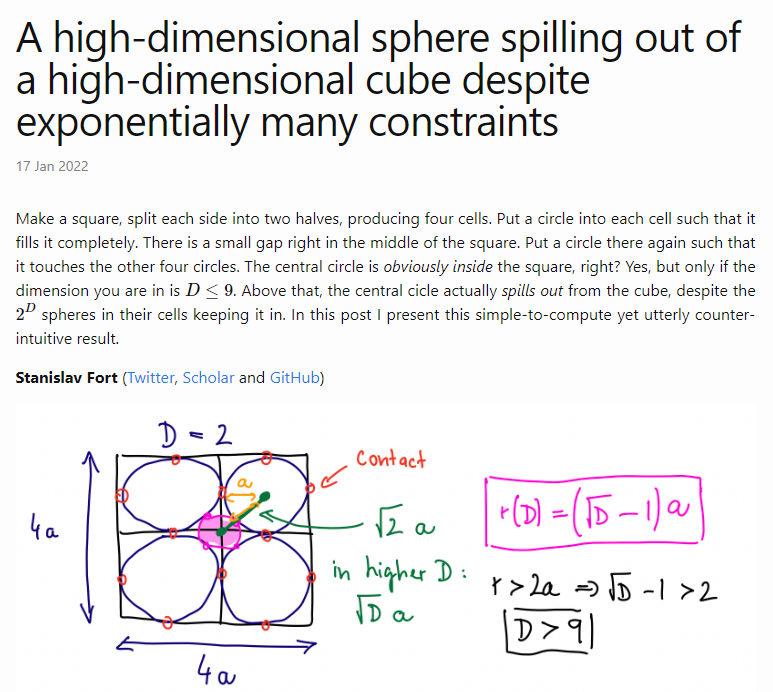 A high-dimensional sphere spilling out of
a high-dimensional cube despite
exponentially many constraints
17 Jan 2022
Make a square, split each side into two halves, producing four cells. Put a circle into each cell such that it
fills it completely. There is a small gap right in the middle of the square. Put a circle there again such that
it touches the other four circles. The central circle is obviously inside the square, right? Yes, but only if the
dimension you are in is D ≤ 9. Above that, the central cicle actually spills out from the cube, despite the
2^D spheres in their cells keeping it in. In this post I present this simple-to-compute yet utterly counter-
intuitive result.
Stanislav Fort (Twitter, Scholar and GitHub)
D = 2
Contact
a
4a
√2 a
in higher D:
√D a
4a
r(D) = (√D - 1) a
r > 2a ⇒ √D - 1 > 2
D > 9